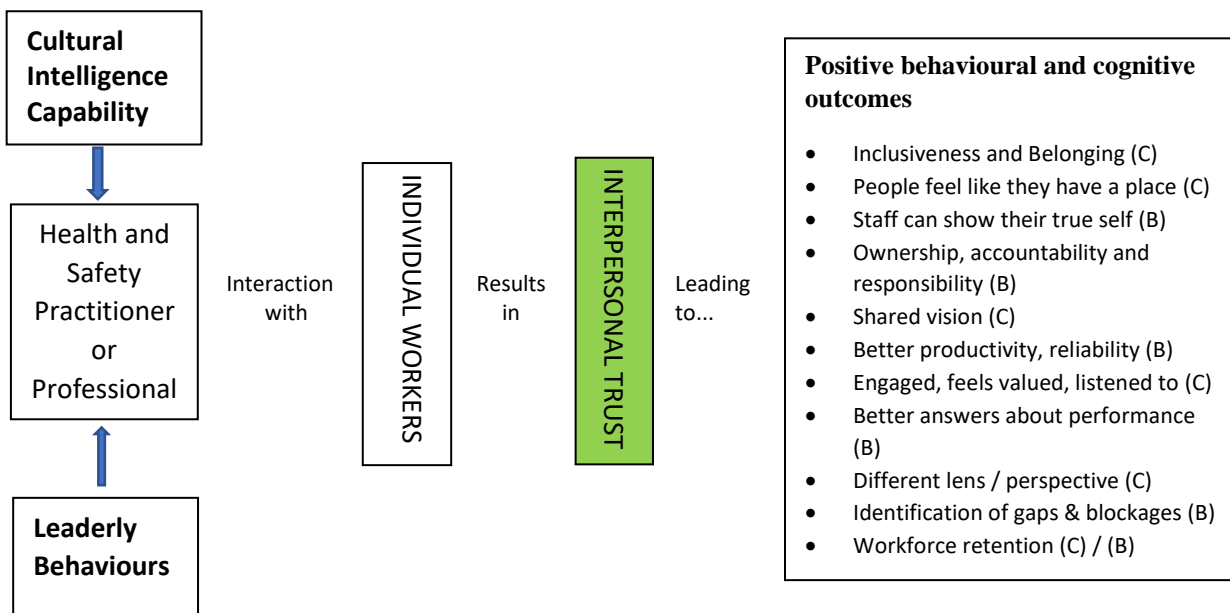 Cultural
Intelligence
Capability
Health and
Safety
Practitioner
or
Professional
Leaderly
Behaviours
Interaction
with
INDIVIDUAL WORKERS
Results
in
INTERPERSONAL TRUST
Leading
to...
Positive behavioural and cognitive
outcomes
• Inclusiveness and Belonging (C)
• People feel like they have a place (C)
• Staff can show their true self (B)
• Ownership, accountability and
responsibility (B)
• Shared vision (C)
• Better productivity, reliability (B)
• Engaged, feels valued, listened to (C)
• Better answers about performance
(B)
• Different lens / perspective (C)
• Identification of gaps & blockages (B)
• Workforce retention (C) / (B)